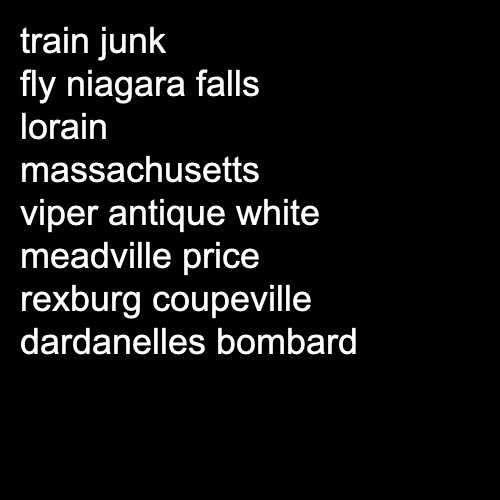 train junk
fly niagara falls
lorain
massachusetts
viper antique white
meadville price
rexburg coupeville
dardanelles bombard